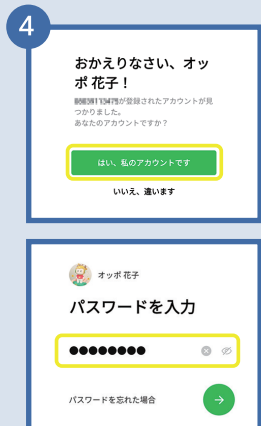 4
おかえりなさい、オッ
ポ 花子！
が登録されたアカウントが見
つかりました。
あなたのアカウントですか？
はい、私のアカウントです
いいえ、違います
オッポ 花子
パスワードを入力
パスワードを忘れた場合